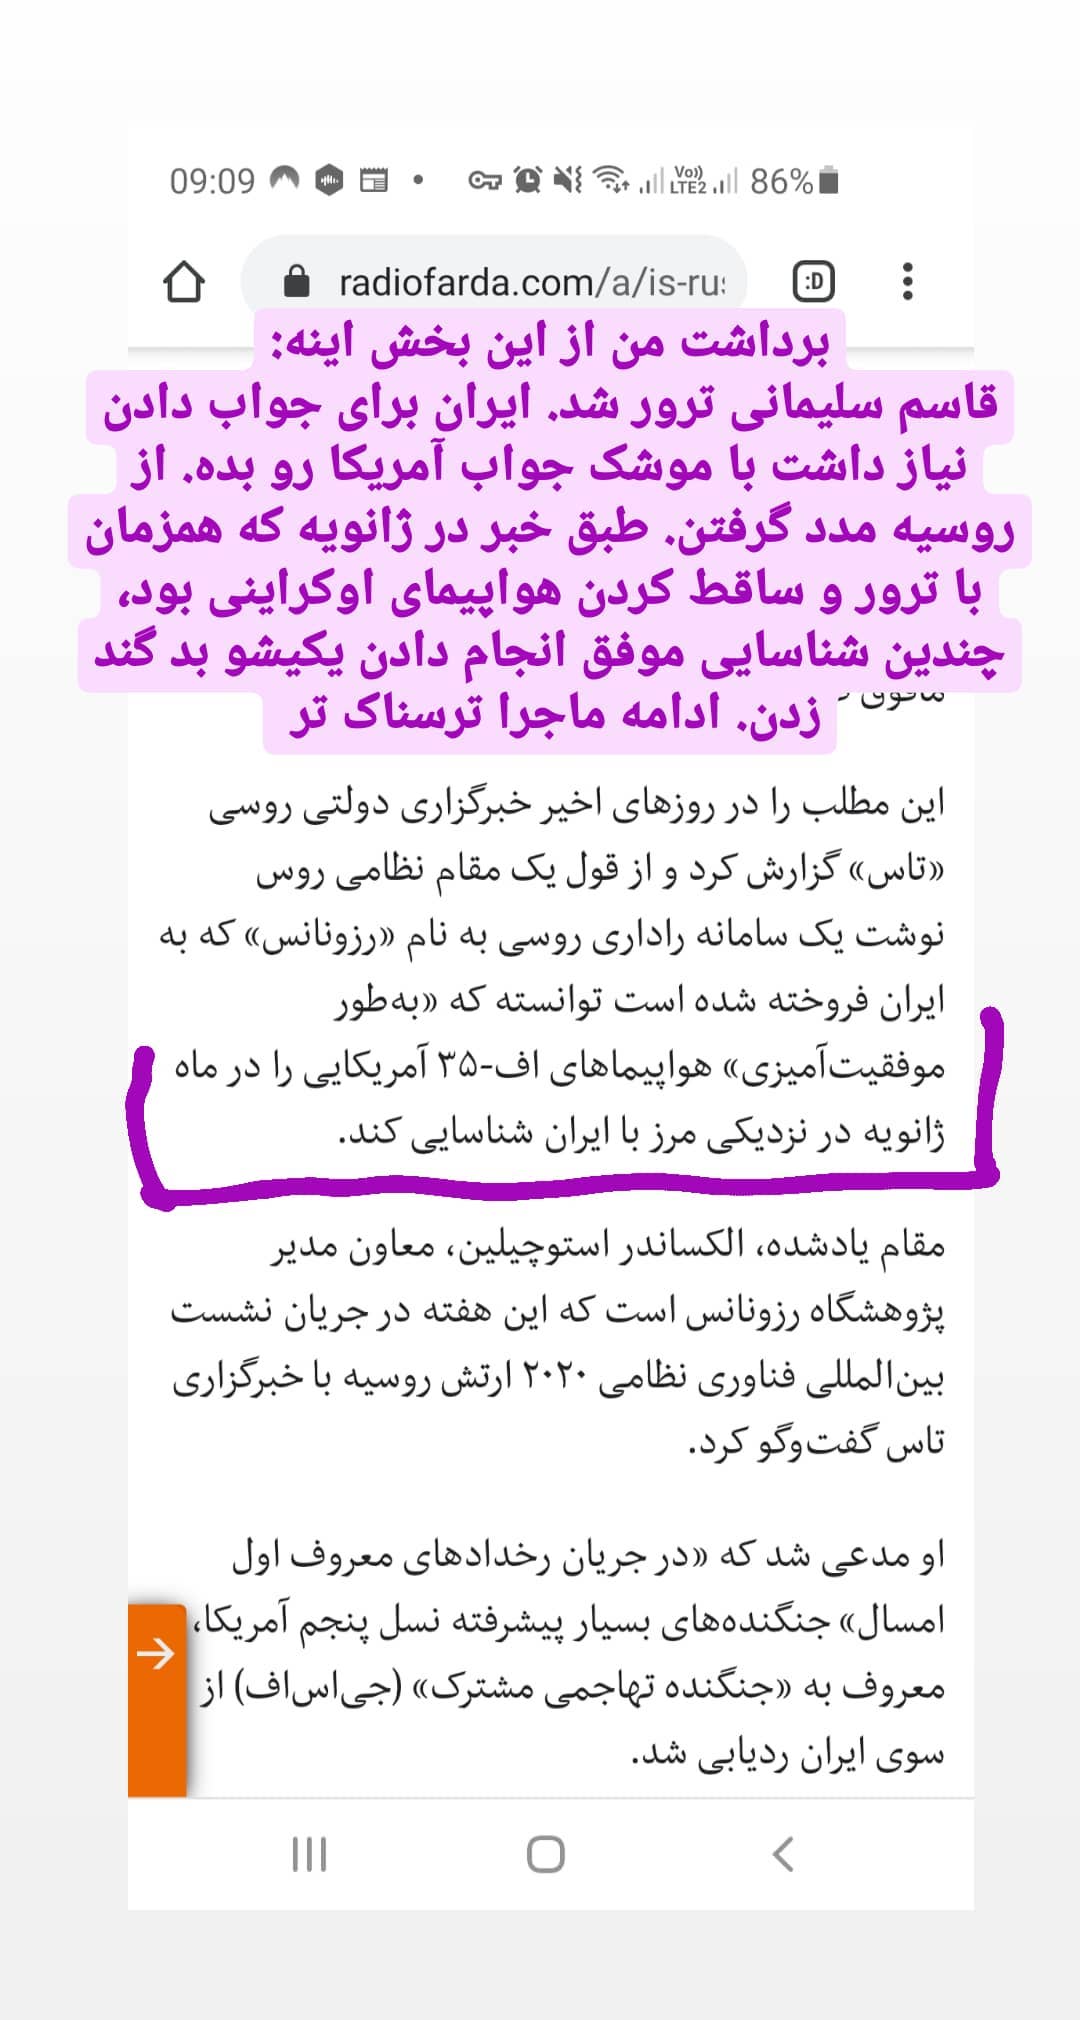 09:09
Vo))
LTE2
86%
radiofarda.com/a/is-rus
:D
برداشت من از این بخش اینه:
قاسم سلیمانی ترور شد. ایران برای جواب دادن
نیاز داشت با موشک جواب آمریکا رو بده. از
روسیه مدد گرفتن. طبق خبر در ژانویه که همزمان
با ترور و ساقط کردن هواپیمای اوکراینی بود،
چندین شناسایی موفق انجام دادن یکیشو بد گند
زدن. ادامه ماجرا ترسناک تر
این مطلب را در روزهای اخیر خبرگزاری دولتی روسی
«تاس» گزارش کرد و از قول یک مقام نظامی روس
نوشت یک سامانه راداری روسی به نام «رزونانس» که به
ایران فروخته شده است توانسته که «به‌طور
موفقیت‌آمیزی» هواپیماهای اف-۳۵ آمریکایی را در ماه
ژانویه در نزدیکی مرز با ایران شناسایی کند.
مقام یادشده، الکساندر استوچیلین، معاون مدیر
پژوهشگاه رزونانس است که این هفته در جریان نشست
بین‌المللی فناوری نظامی ۲۰۲۰ ارتش روسیه با خبرگزاری
تاس گفت‌وگو کرد.
او مدعی شد که «در جریان رخدادهای معروف اول
امسال» جنگنده‌های بسیار پیشرفته نسل پنجم آمریکا،
معروف به «جنگنده تهاجمی مشترک» (جی‌اس‌اف) از
سوی ایران ردیابی شد.